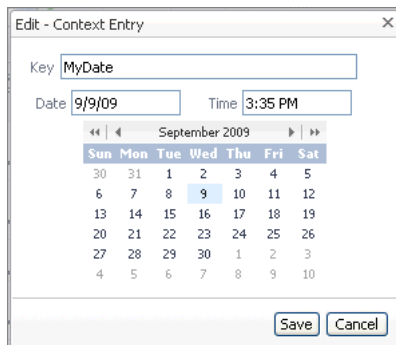 Edit - Context Entry
Key MyDate
Date 9/9/09 Time 3:35 PM
September 2009
Sun Mon Tue Wed Thu Fri Sat
30 31 1 2 3 4 5
6 7 8 9 10 11 12
13 14 15 16 17 18 19
20 21 22 23 24 25 26
27 28 29 30 1 2 3
4 5 6 7 8 9 10
Save Cancel